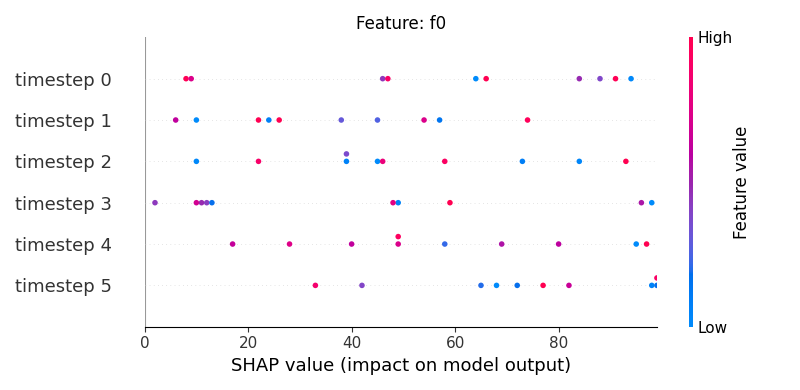 Feature: f0
High
timestep 0
timestep 1
timestep 2
timestep 3
timestep 4
timestep 5
Feature value
Low
0 20 40 60 80
SHAP value (impact on model output)